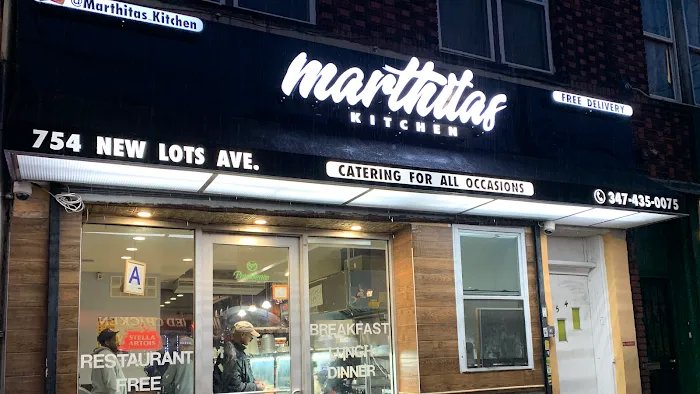 @Marthitas_Kitchen
marthitas
KITCHEN
FREE DELIVERY
754 NEW LOTS AVE.
CATERING FOR ALL OCCASIONS
347-435-0075
A
STELLA
ARTOIS
RESTAURANT
FREE
BREAKFAST
LUNCH
DINNER